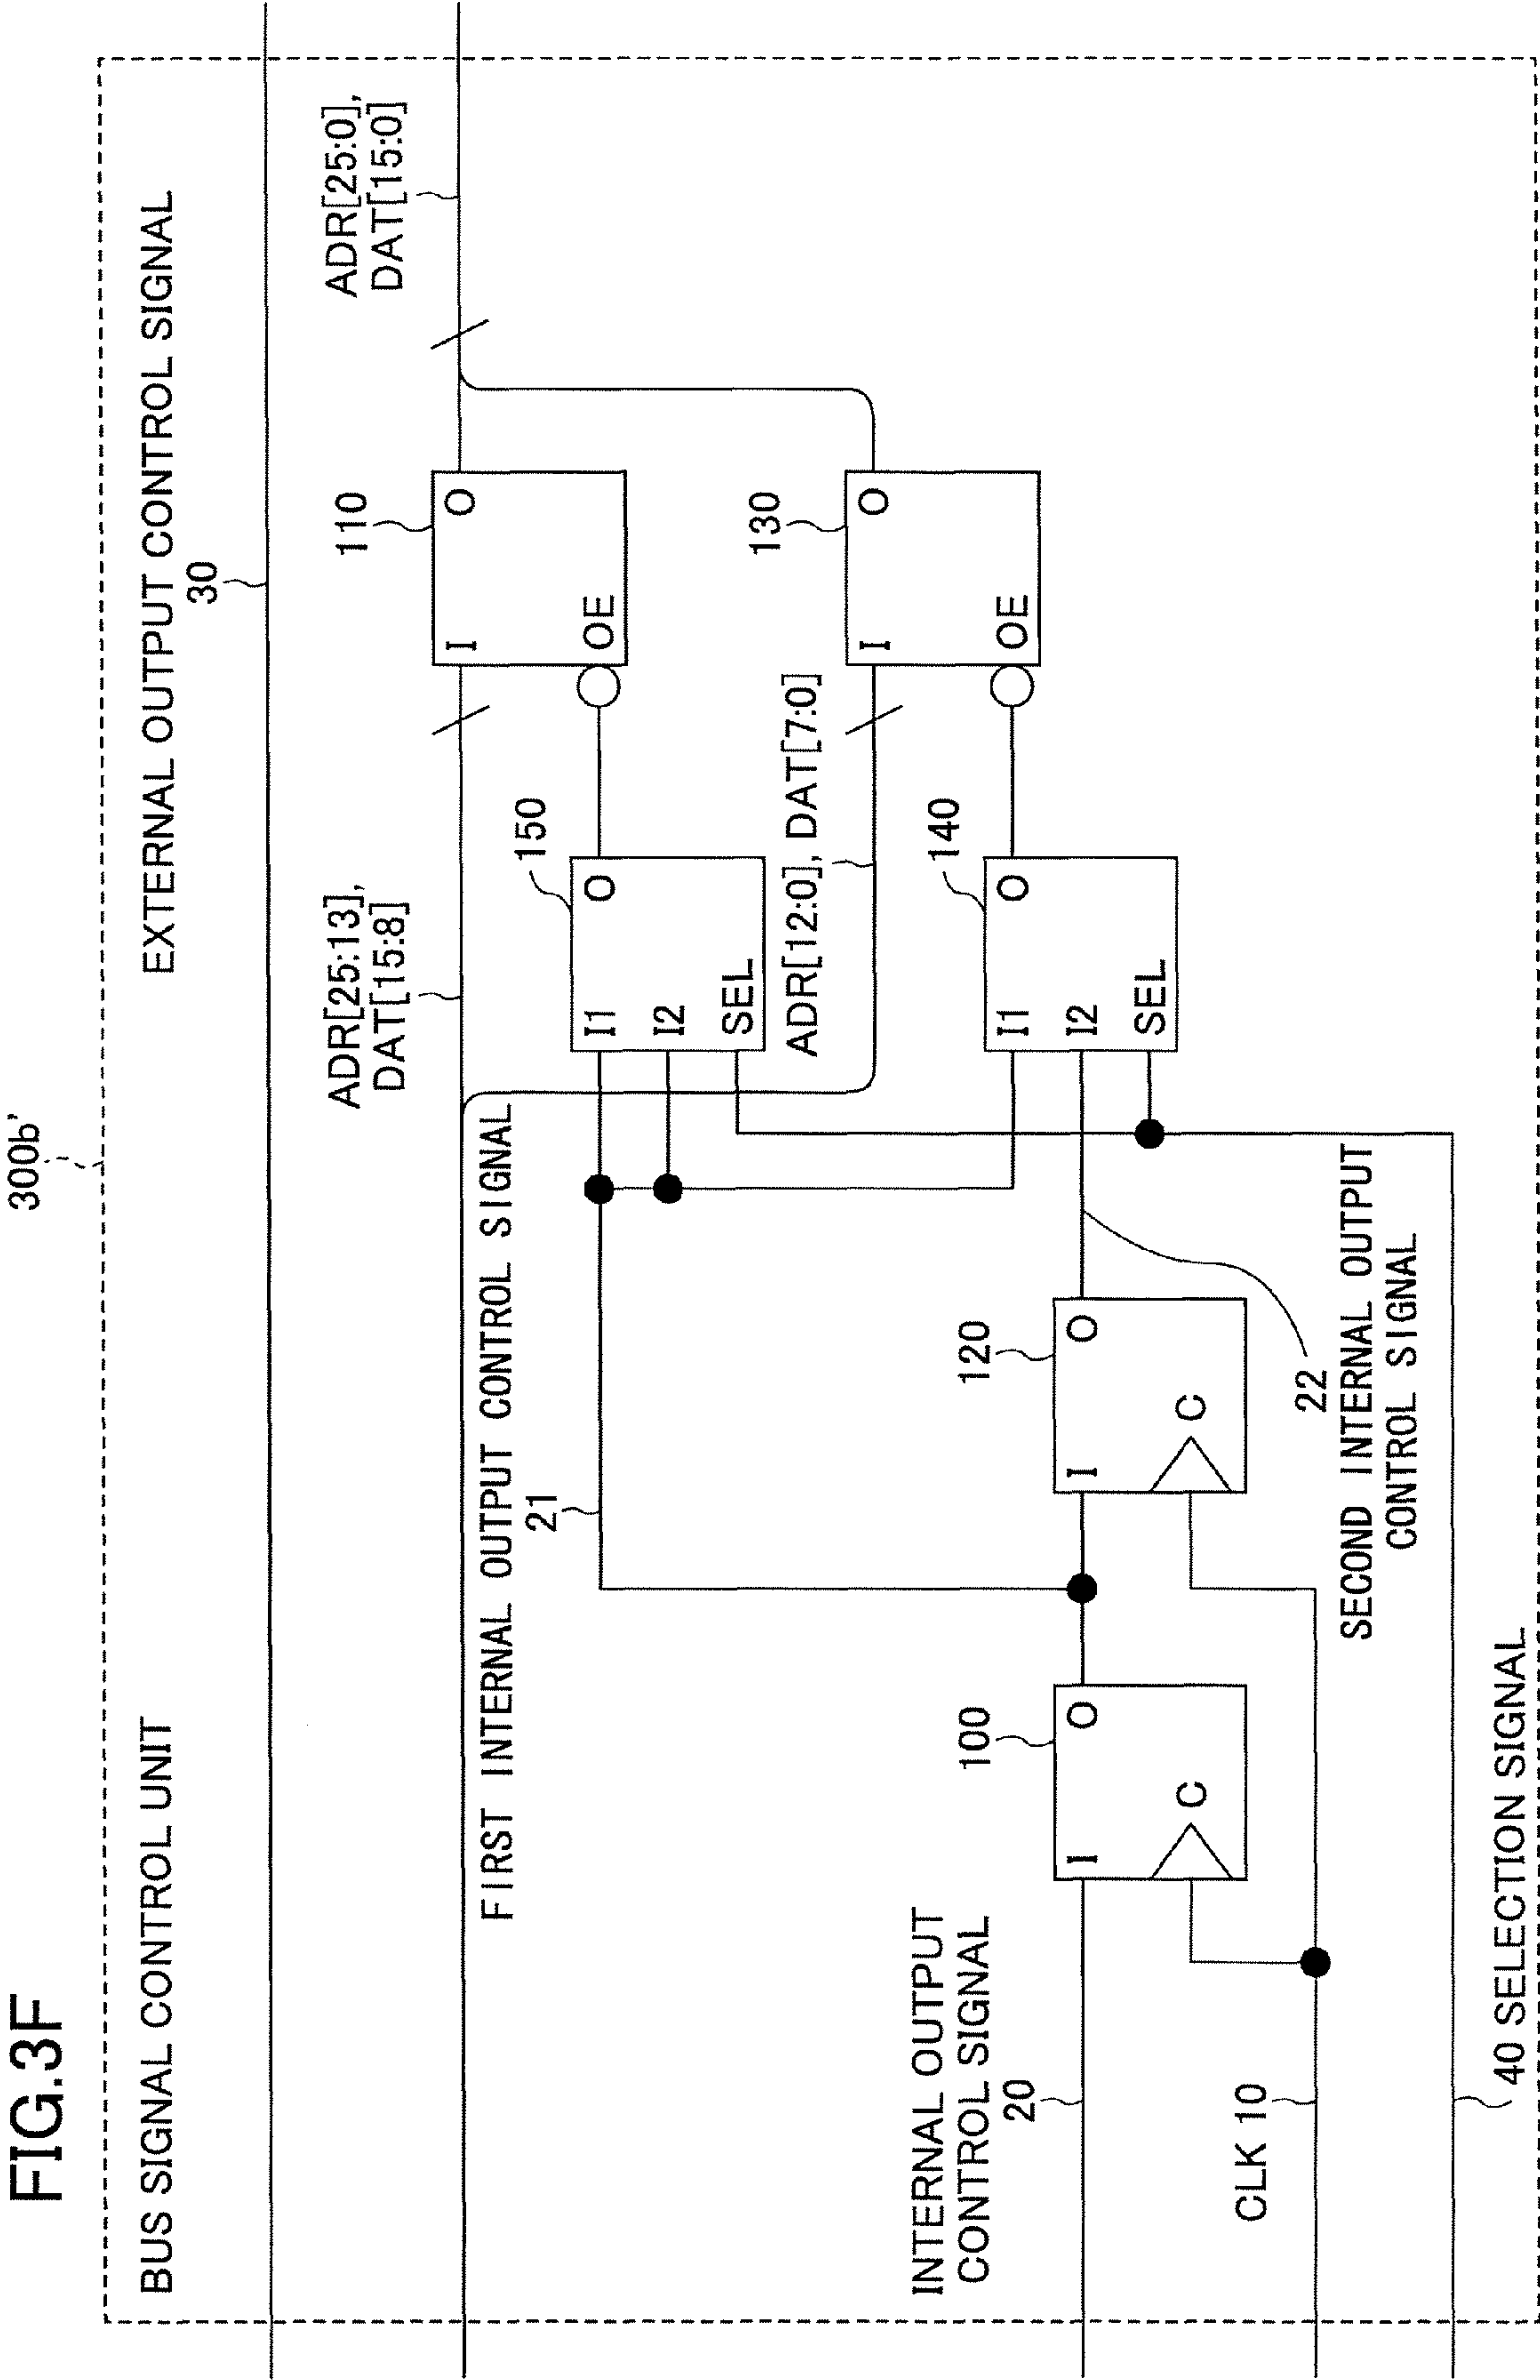 FIG.3F
300b'
BUS SIGNAL CONTROL UNIT
EXTERNAL OUTPUT CONTROL SIGNAL
30
ADR[25:13],
DAT[15:8]
110
I
O
OE
ADR[25:0],
DAT[15:0]
FIRST INTERNAL OUTPUT CONTROL SIGNAL
21
150
I1
I2
SEL
O
ADR[12:0], DAT[7:0]
130
I
O
OE
INTERNAL OUTPUT
CONTROL SIGNAL
20
100
I
O
C
120
I
O
C
140
I1
I2
SEL
O
CLK 10
22
SECOND INTERNAL OUTPUT
CONTROL SIGNAL
40 SELECTION SIGNAL